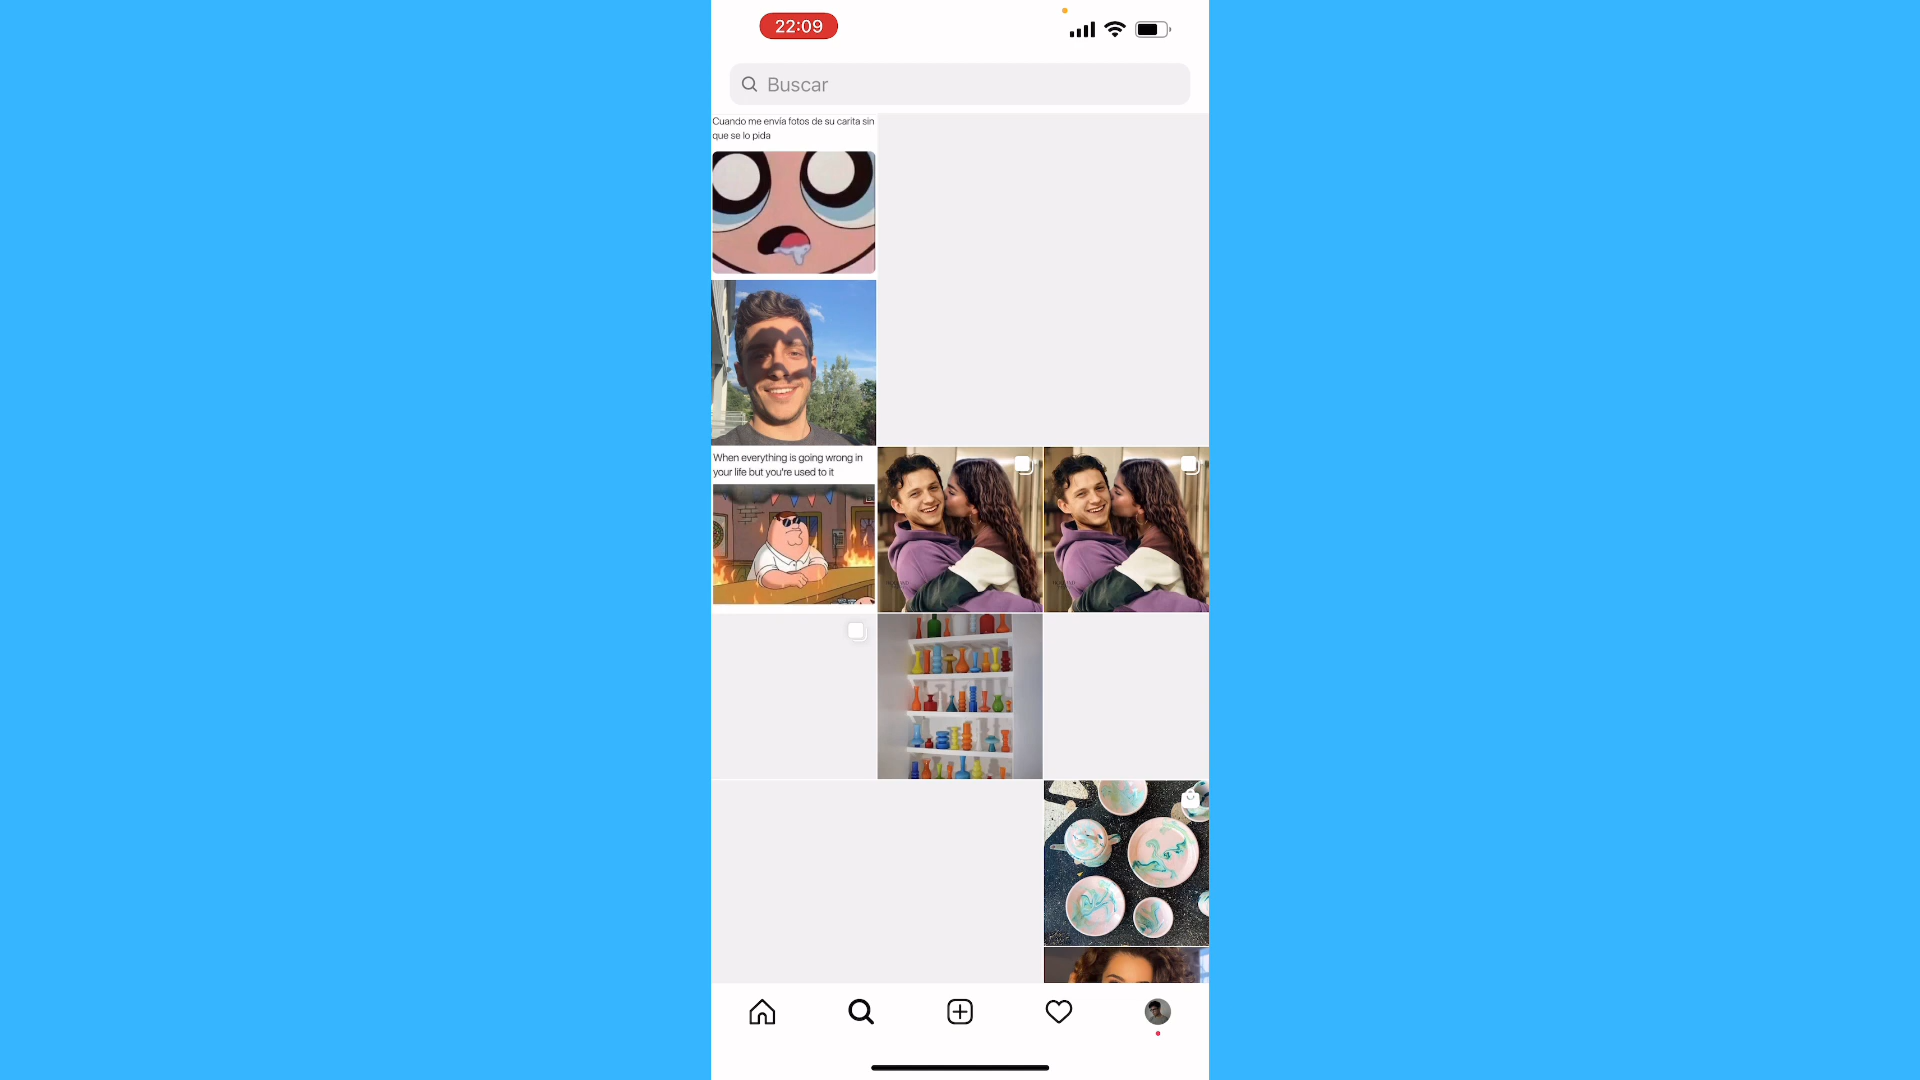 22:09
Buscar
Cuando me envía fotos de su carita sin
que se lo pida
When everything is going wrong in
your life but you're used to it